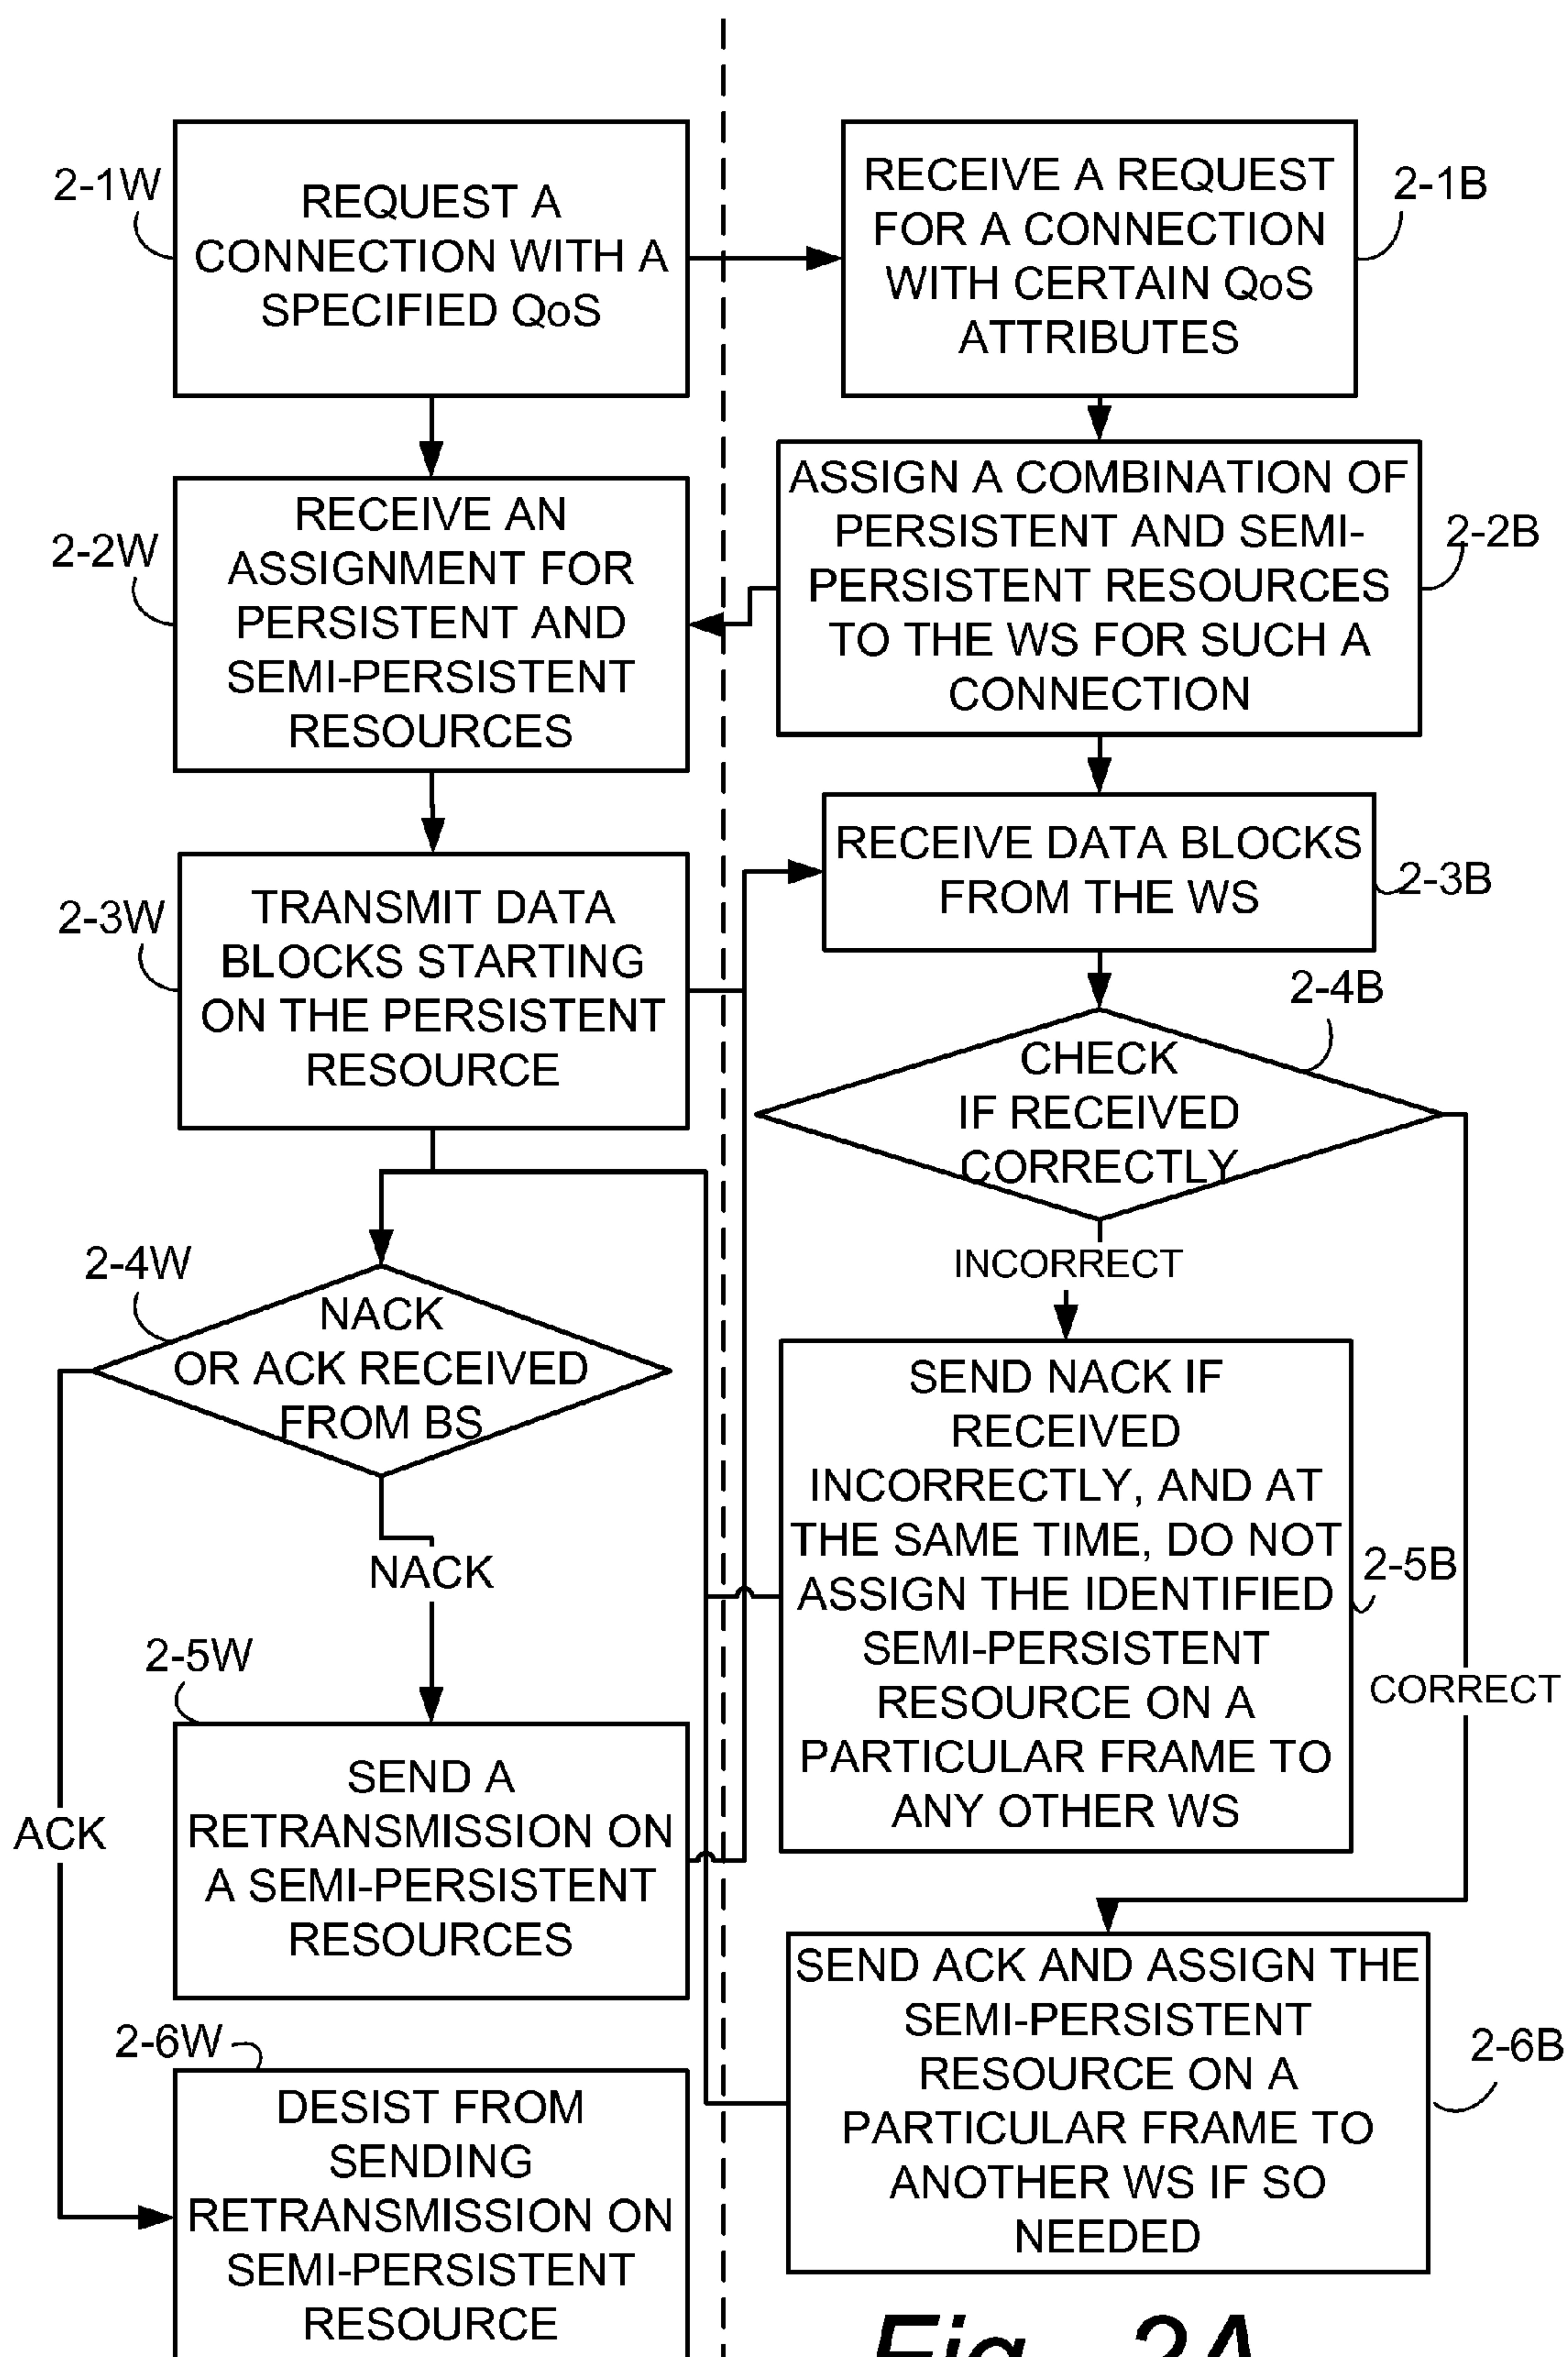 2-1W
REQUEST A
CONNECTION WITH A
SPECIFIED QoS
RECEIVE A REQUEST
FOR A CONNECTION
WITH CERTAIN QoS
ATTRIBUTES
2-1B
2-2W
RECEIVE AN
ASSIGNMENT FOR
PERSISTENT AND
SEMI-PERSISTENT
RESOURCES
ASSIGN A COMBINATION OF
PERSISTENT AND SEMI-
PERSISTENT RESOURCES
TO THE WS FOR SUCH A
CONNECTION
2-2B
2-3W
TRANSMIT DATA
BLOCKS STARTING
ON THE PERSISTENT
RESOURCE
RECEIVE DATA BLOCKS
FROM THE WS
2-3B
2-4B
CHECK
IF RECEIVED
CORRECTLY
INCORRECT
2-4W
NACK
OR ACK RECEIVED
FROM BS
NACK
SEND NACK IF
RECEIVED
INCORRECTLY, AND AT
THE SAME TIME, DO NOT
ASSIGN THE IDENTIFIED
SEMI-PERSISTENT
RESOURCE ON A
PARTICULAR FRAME TO
ANY OTHER WS
2-5B
CORRECT
2-5W
SEND A
RETRANSMISSION ON
A SEMI-PERSISTENT
RESOURCES
ACK
SEND ACK AND ASSIGN THE
SEMI-PERSISTENT
RESOURCE ON A
PARTICULAR FRAME TO
ANOTHER WS IF SO
NEEDED
2-6B
2-6W
DESIST FROM
SENDING
RETRANSMISSION ON
SEMI-PERSISTENT
RESOURCE
Fig. 2A